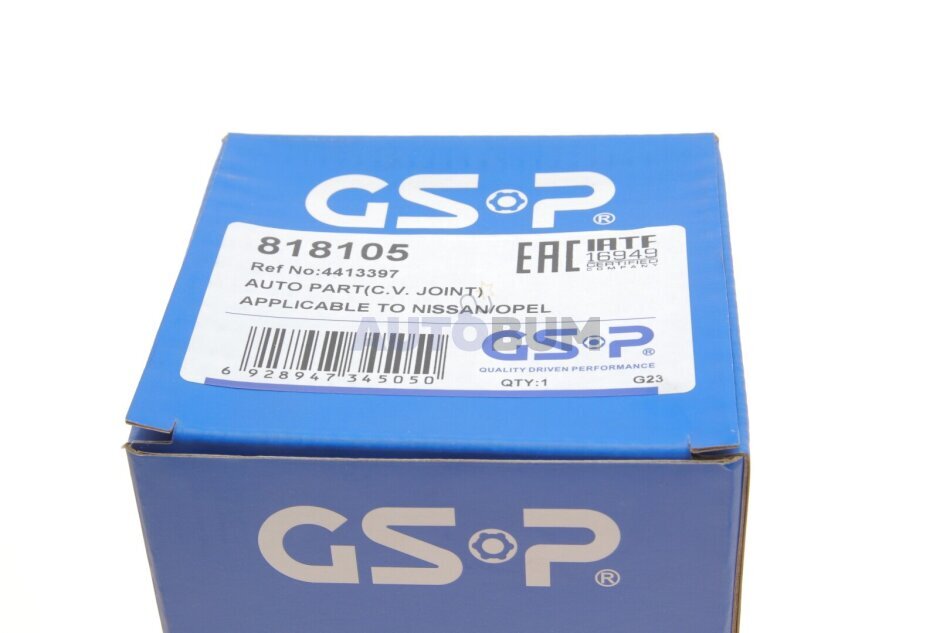 GSP®
818105
Ref No:4413397
AUTO PART(C.V. JOINT)
APPLICABLE TO NISSAN/OPEL
EAC
IATF
16949
CERTIFIED
COMPANY
AUTOBUM
6 928947 345050
GSP®
QUALITY DRIVEN PERFORMANCE
QTY:1
G23
GSP®